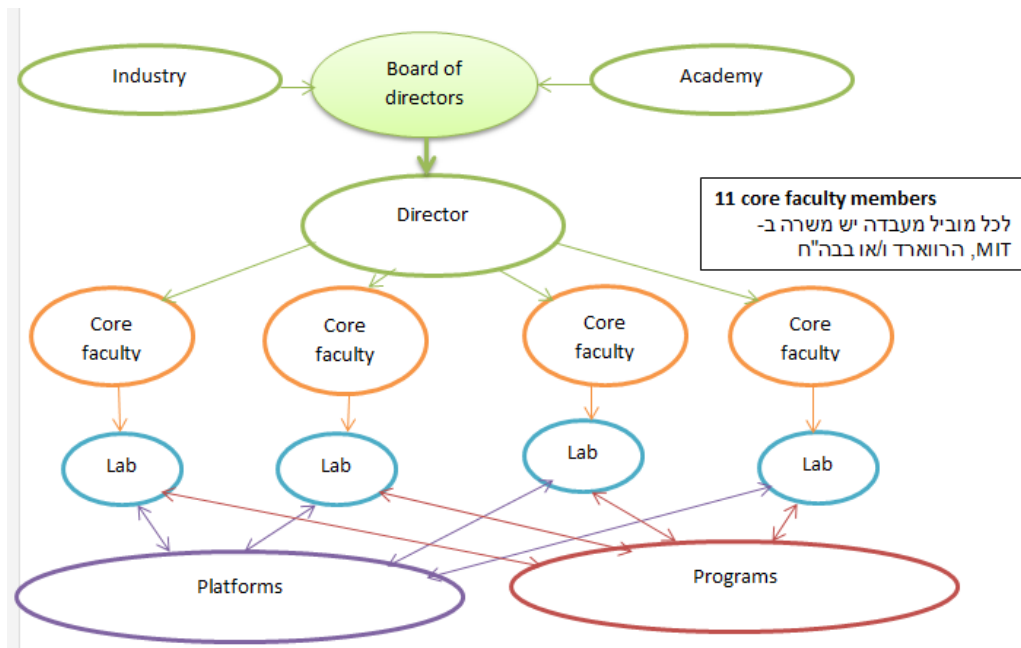 Industry
Board of
directors
Academy
Director
11 core faculty members
לכל מוביל מעבדה יש משרה ב-
MIT, הרווארד ו/או בבה"ח
Core
faculty
Core
faculty
Core
faculty
Core
faculty
Lab
Lab
Lab
Lab
Platforms
Programs